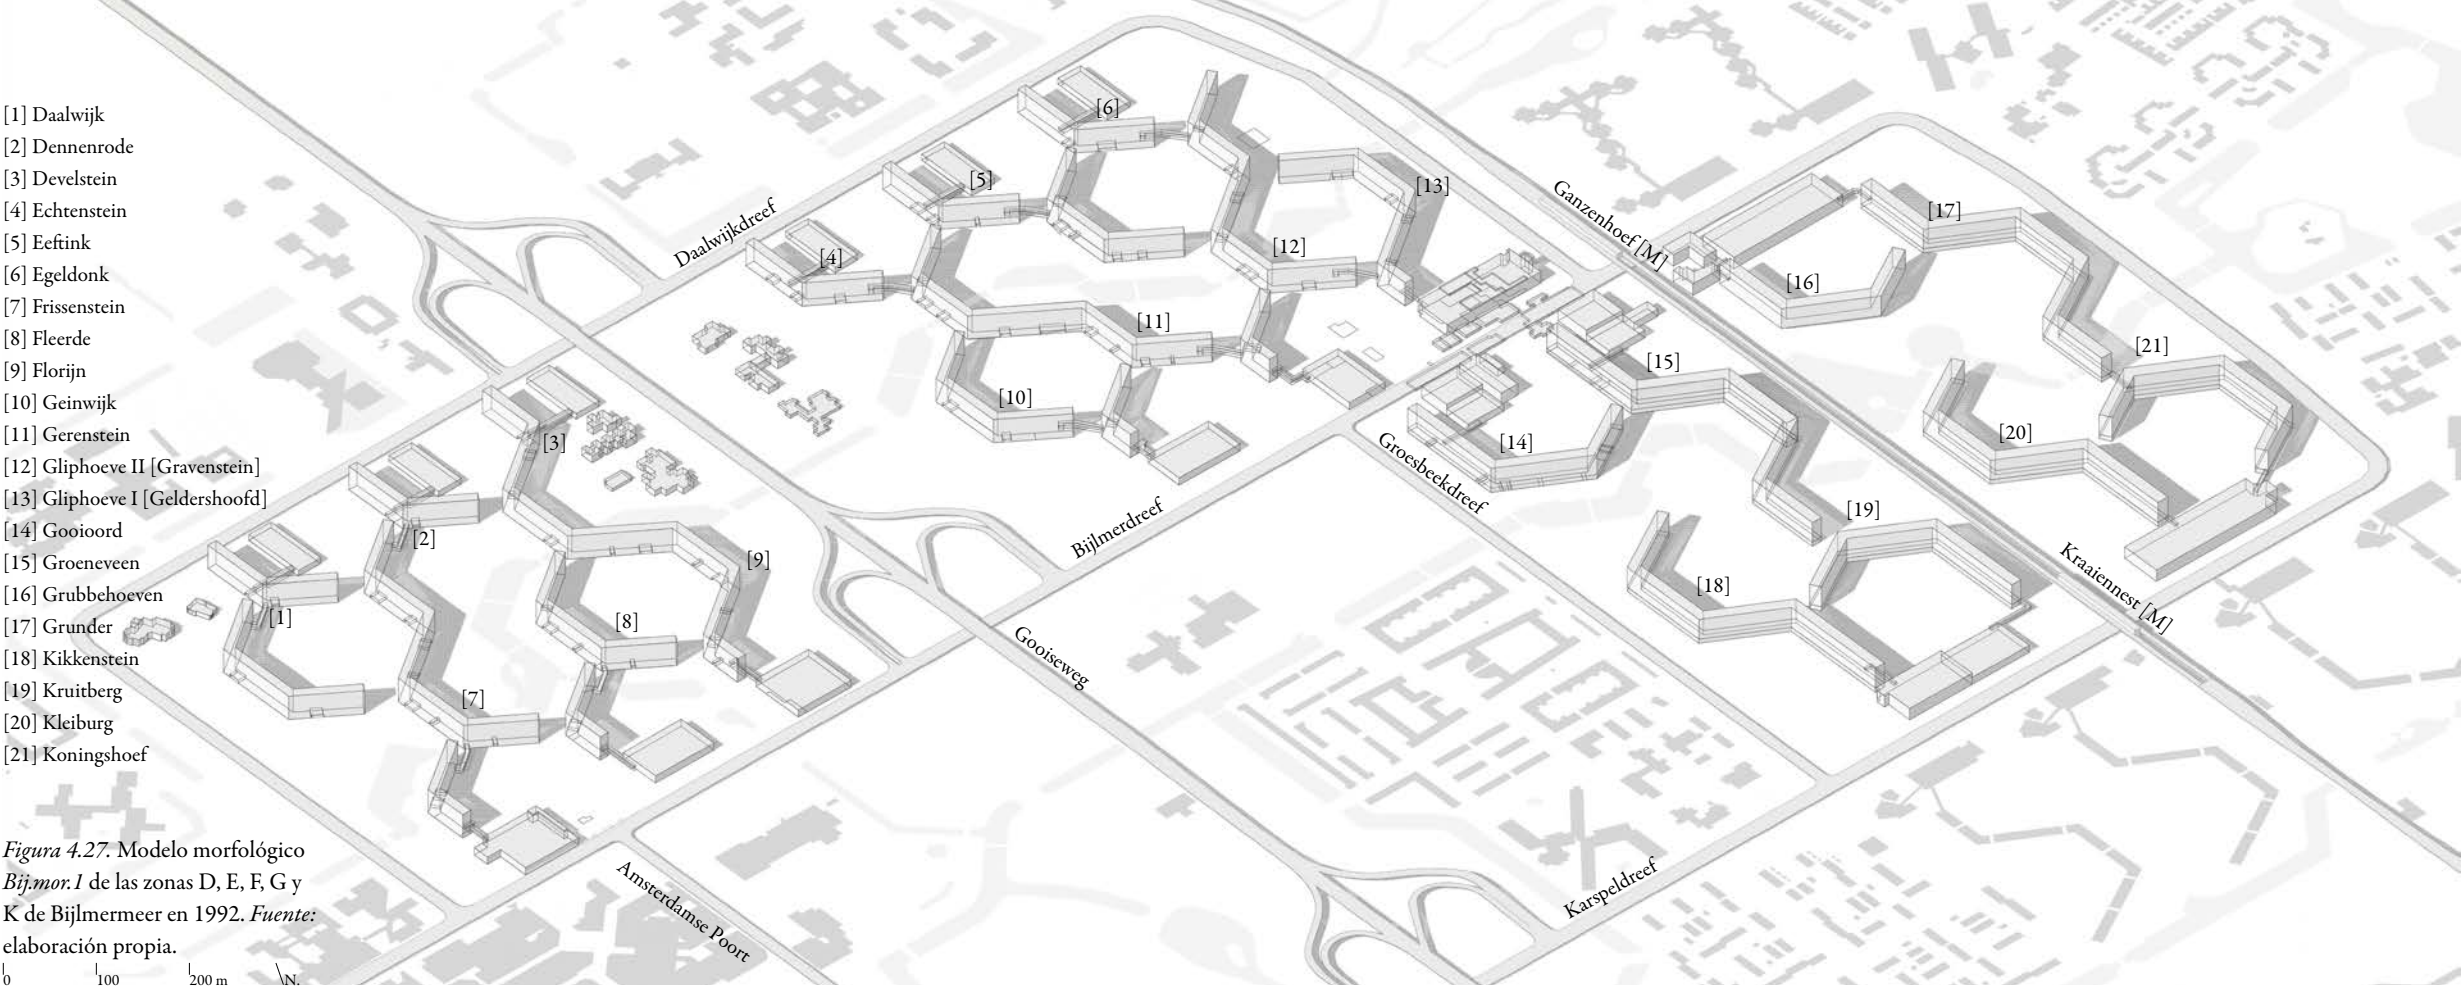 [1] Daalwijk
[2] Dennenrode
[3] Develstein
[4] Echtenstein
[5] Eeftink
[6] Egeldonk
[7] Frissenstein
[8] Fleerde
[9] Florijn
[10] Geinwijk
[11] Gerenstein
[12] Gliphoeve II [Gravenstein]
[13] Gliphoeve I [Geldershoofd]
[14] Gooioord
[15] Groeneveen
[16] Grubbehoeven
[17] Grunder
[18] Kikkenstein
[19] Kruitberg
[20] Kleiburg
[21] Koningshoef
Figura 4.27. Modelo morfológico
Bij.mor.1 de las zonas D, E, F, G y
K de Bijlmermeer en 1992. Fuente:
elaboración propia.
0 100 200 m N.
[6]
[5]
[13]
[4]
[12]
[17]
[16]
[11]
[15]
[21]
[10]
[14]
[20]
[3]
[2]
[9]
[19]
[18]
[1]
[8]
[7]
Daalwijkdreef
Ganzenhoef [M]
Groesbeekdreef
Bijlmerdreef
Gooiseweg
Kraaiennest [M]
Karspeldreef
Amsterdamse Poort